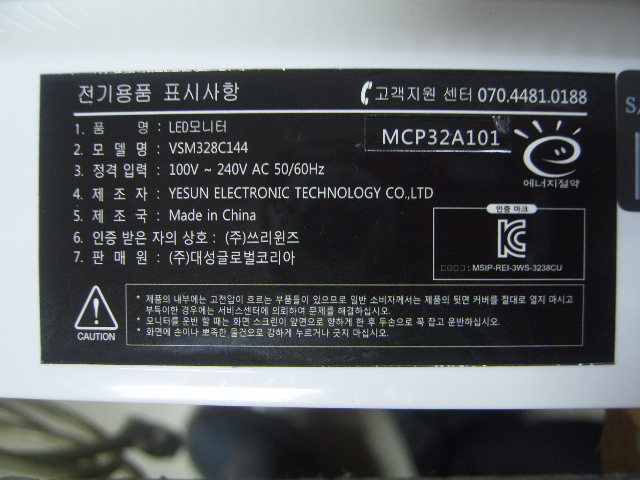 전기용품 표시사항
고객지원 센터 070.4481.0188
1. 품 명 : LED모니터
2. 모 델 명 : VSM328C144
MCP32A101
3. 정격 입력 : 100V ~ 240V AC 50/60Hz
에너지절약
4. 제 조 자 : YESUN ELECTRONIC TECHNOLOGY CO.,LTD
5. 제 조 국 : Made in China
6. 인증 받은 자의 상호 : (주)쓰리윈즈
7. 판 매 원 : (주)대성글로벌코리아
인증 마크
□□□□ : MSIP-REI-3WS-3238CU
CAUTION
* 제품의 내부에는 고전압이 흐르는 부품들이 있으므로 일반 소비자께서는 제품의 뒷면 커버를 절대로 열지 마시고
부득이한 경우에는 서비스센터에 의뢰하여 문제를 해결하십시오.
* 모니터를 운반 할 때는 화면 스크린이 앞면으로 향하게 한 후 두손으로 꼭 잡고 운반하십시오.
* 화면에 손이나 뾰족한 물건으로 강하게 누르거나 긋지 마십시오.